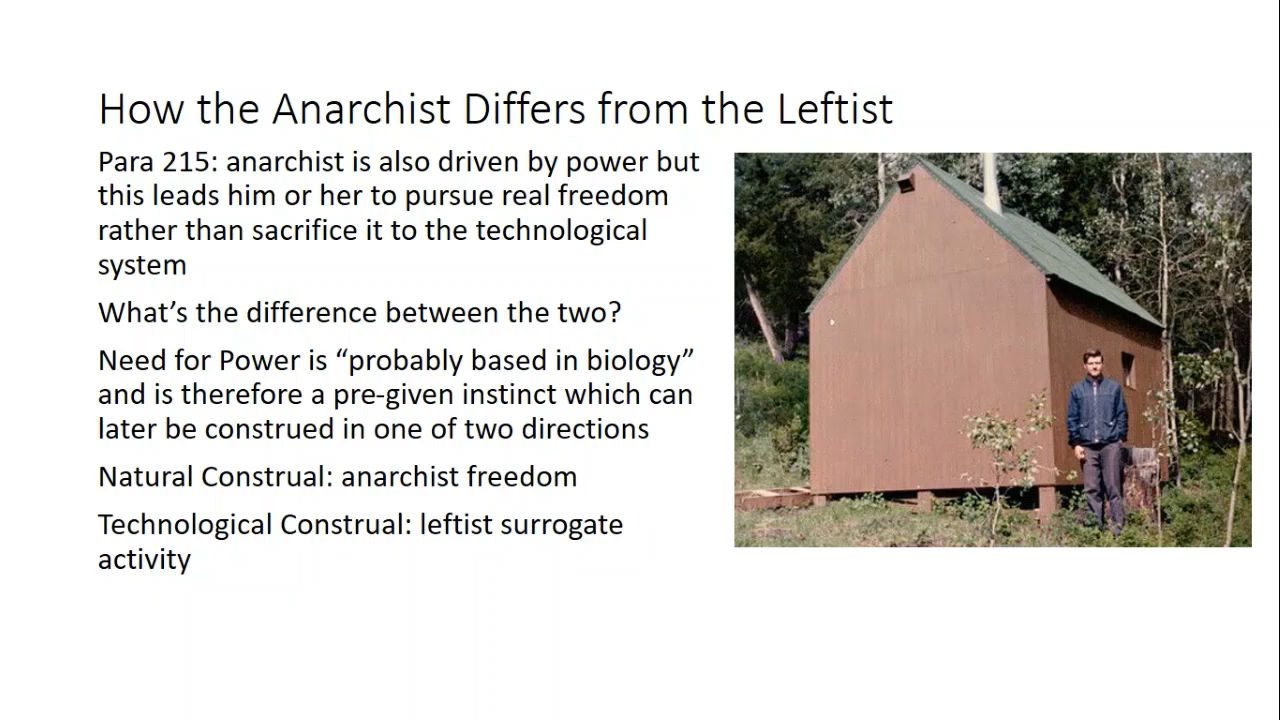 How the Anarchist Differs from the Leftist
Para 215: anarchist is also driven by power but
this leads him or her to pursue real freedom
rather than sacrifice it to the technological
system
What’s the difference between the two?
Need for Power is “probably based in biology”
and is therefore a pre-given instinct which can
later be construed in one of two directions
Natural Construal: anarchist freedom
Technological Construal: leftist surrogate
activity